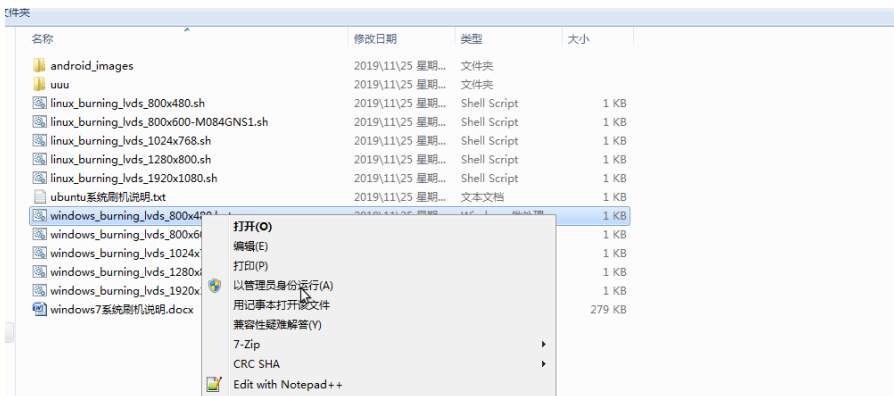 文件夹
名称 修改日期 类型 大小
android_images 2019\11\25 星期... 文件夹
uuu 2019\11\25 星期... 文件夹
linux_burning_lvds_800x480.sh 2019\11\25 星期... Shell Script 1 KB
linux_burning_lvds_800x600-M084GNS1.sh 2019\11\25 星期... Shell Script 1 KB
linux_burning_lvds_1024x768.sh 2019\11\25 星期... Shell Script 1 KB
linux_burning_lvds_1280x800.sh 2019\11\25 星期... Shell Script 1 KB
linux_burning_lvds_1920x1080.sh 2019\11\25 星期... Shell Script 1 KB
ubuntu系统刷机说明.txt 2019\11\25 星期... 文本文档 1 KB
windows_burning_lvds_800x480 1 KB
windows_burning_lvds_800x6 1 KB
windows_burning_lvds_1024x 1 KB
windows_burning_lvds_1280x 1 KB
windows_burning_lvds_1920x 1 KB
windows7系统刷机说明.docx 279 KB
打开(O)
编辑(E)
打印(P)
以管理员身份运行(A)
用记事本打开该文件
兼容性疑难解答(Y)
7-Zip
CRC SHA
Edit with Notepad++